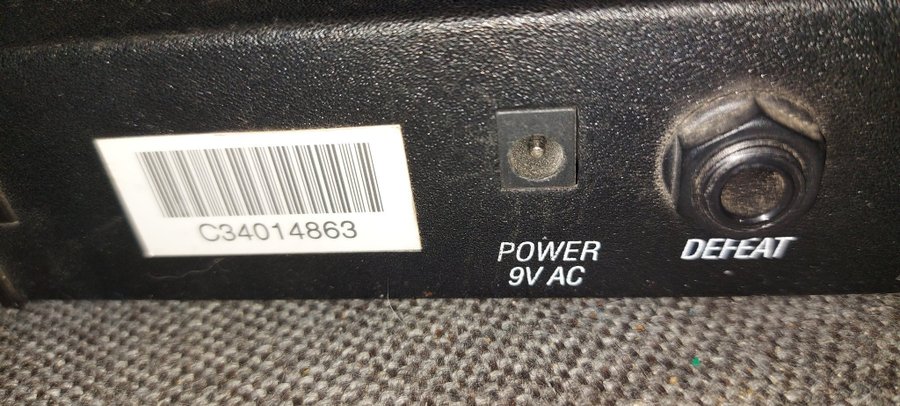 C34014863
POWER
9V AC
DEFEAT